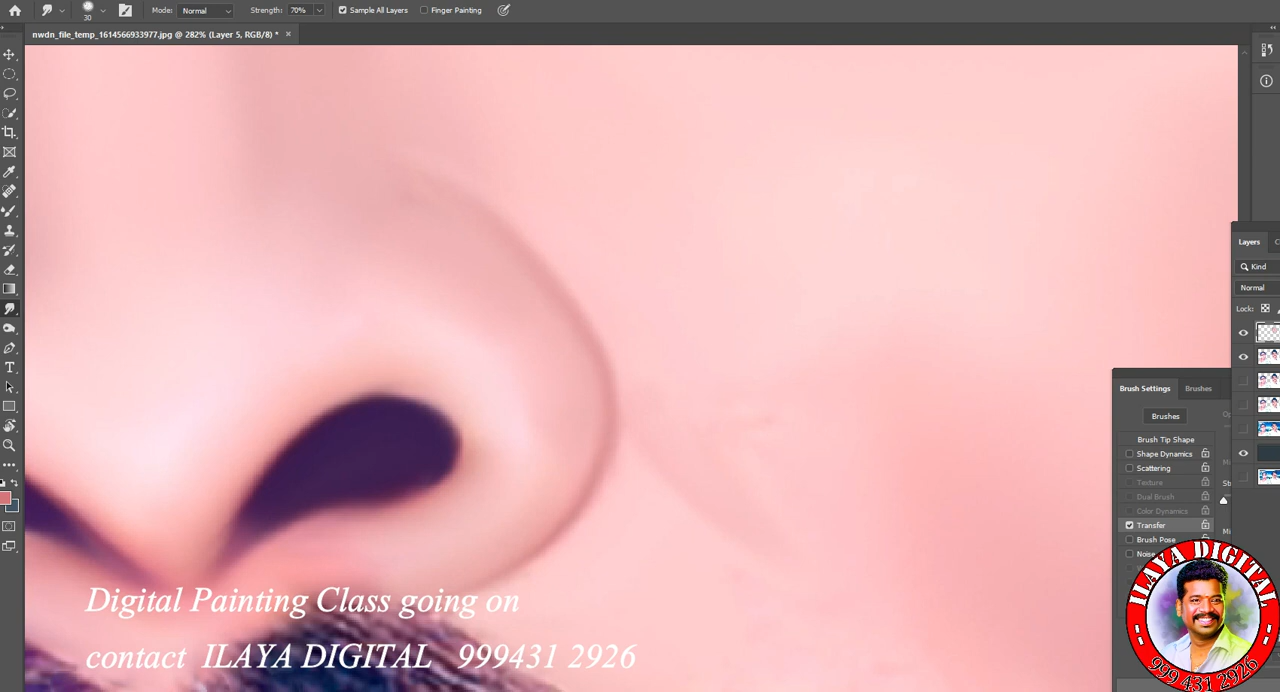 30
Mode: Normal
Strength: 70%
Sample All Layers
Finger Painting
nwdn_file_temp_1614566933977.jpg @ 282% (Layer 5, RGB/8) *
Layers
Kind
Normal
Lock:
Brush Settings
Brushes
Brushes
Brush Tip Shape
Shape Dynamics
Scattering
Texture
Dual Brush
Color Dynamics
Transfer
Brush Pose
Noise
Digital Painting Class going on
contact ILAYA DIGITAL 999431 2926
ILAYA DIGITAL
999 431 2926